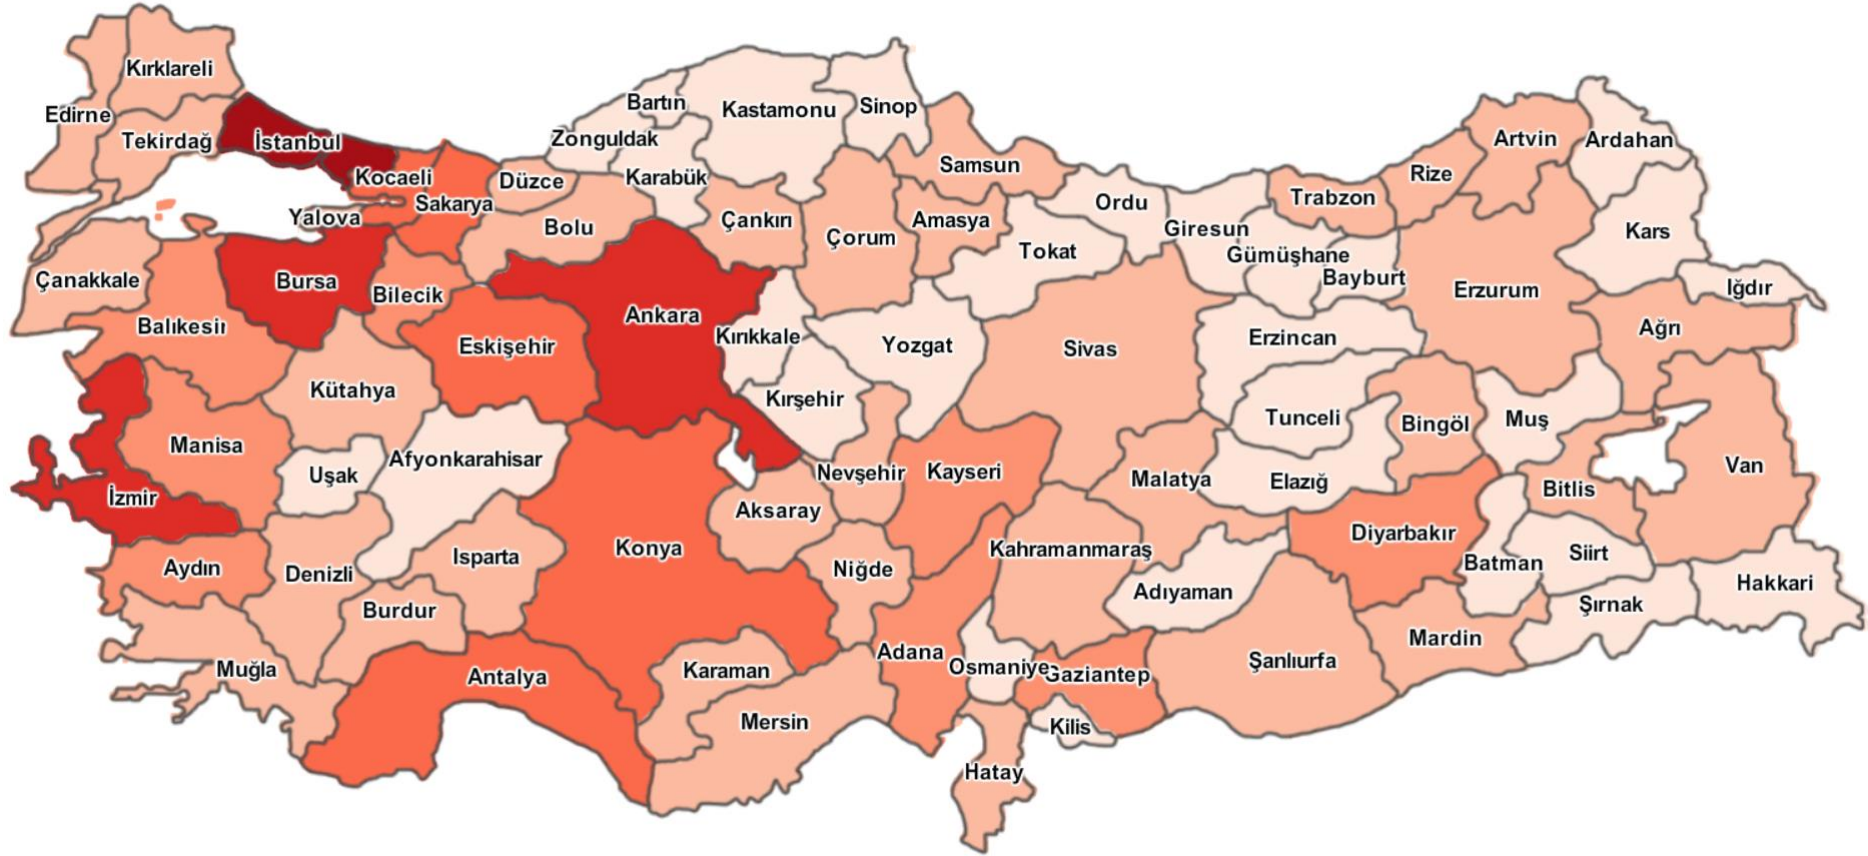 Kırklareli
Edirne
Tekirdağ
İstanbul
Kocaeli
Yalova
Sakarya
Düzce
Bolu
Zonguldak
Bartın
Karabük
Kastamonu
Sinop
Çankırı
Çorum
Samsun
Amasya
Tokat
Ordu
Giresun
Gümüşhane
Bayburt
Trabzon
Rize
Artvin
Ardahan
Kars
Iğdır
Ağrı
Erzurum
Erzincan
Sivas
Yozgat
Kırıkkale
Kırşehir
Ankara
Eskişehir
Bilecik
Bursa
Balıkesir
Çanakkale
Kütahya
Manisa
İzmir
Uşak
Afyonkarahisar
Aydın
Denizli
Isparta
Burdur
Muğla
Antalya
Konya
Aksaray
Nevşehir
Kayseri
Niğde
Karaman
Mersin
Adana
Osmaniye
Hatay
Gaziantep
Kilis
Kahramanmaraş
Malatya
Adıyaman
Şanlıurfa
Elazığ
Tunceli
Bingöl
Muş
Bitlis
Van
Diyarbakır
Batman
Siirt
Mardin
Şırnak
Hakkari